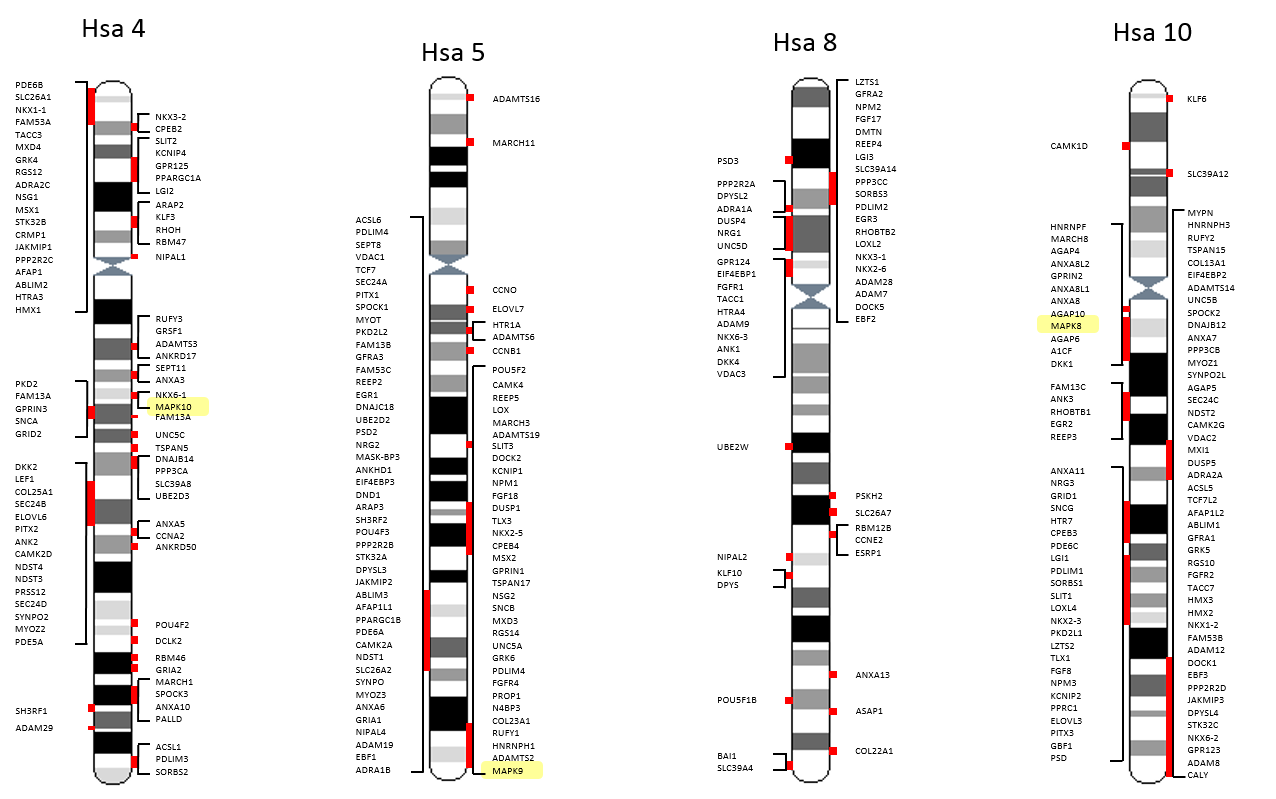 Hsa 4
PDE6B
SLC26A1
NKX1-1
FAM53A
TACC3
MXD4
GRK4
RGS12
ADRA2C
NSG1
MSX1
STK32B
CRMP1
JAKMIP1
PPP2R2C
AFAP1
ABLIM2
HTRA3
HMX1
PKD2
FAM13A
GPRIN3
SNCA
GRID2
DKK2
LEF1
COL25A1
SEC24B
ELOVL6
PITX2
ANK2
CAMK2D
NDST4
NDST3
PRSS12
SEC24D
SYNPO2
MYOZ2
PDE5A
SH3RF1
ADAM29
NKX3-2
CPEB2
SLIT2
KCNIP4
GPR125
PPARGC1A
LGI2
ARAP2
KLF3
RHOH
RBM47
NIPAL1
RUFY3
GRSF1
ADAMTS3
ANKRD17
SEPT11
ANXA3
NKX6-1
MAPK10
FAM13A
UNC5C
TSPAN5
DNAJB14
PPP3CA
SLC39A8
UBE2D3
ANXA5
CCNA2
ANKRD50
POU4F2
DCLK2
RBM46
GRIA2
MARCH1
SPOCK3
ANXA10
PALLD
ACSL1
PDLIM3
SORBS2
Hsa 5
ACSL6
PDLIM4
SEPT8
VDAC1
TCF7
SEC24A
PITX1
SPOCK1
MYOT
PKD2L2
FAM13B
GFRA3
FAM53C
REEP2
EGR1
DNAJC18
UBE2D2
PSD2
NRG2
MASK-BP3
ANKHD1
EIF4EBP3
DND1
ARAP3
SH3RF2
POU4F3
PPP2R2B
STK32A
DPYSL3
JAKMIP2
ABLIM3
AFAP1L1
PPARGC1B
PDE6A
CAMK2A
NDST1
SLC26A2
SYNPO
MYOZ3
ANXA6
GRIA1
NIPAL4
ADAM19
EBF1
ADRA1B
ADAMTS16
MARCH11
CCNO
ELOVL7
HTR1A
ADAMTS6
CCNB1
POU5F2
CAMK4
REEP5
LOX
MARCH3
ADAMTS19
SLIT3
DOCK2
KCNIP1
NPM1
FGF18
DUSP1
TLX3
NKX2-5
CPEB4
MSX2
GPRIN1
TSPAN17
NSG2
SNCB
MXD3
RGS14
UNC5A
GRK6
PDLIM4
FGFR4
PROP1
N4BP3
COL23A1
RUFY1
HNRNPH1
ADAMTS2
MAPK9
Hsa 8
PSD3
PPP2R2A
DPYSL2
ADRA1A
DUSP4
NRG1
UNC5D
GPR124
EIF4EBP1
FGFR1
TACC1
HTRA4
ADAM9
NKX6-3
ANK1
DKK4
VDAC3
UBE2W
NIPAL2
KLF10
DPYS
POU5F1B
BAI1
SLC39A4
LZTS1
GFRA2
NPM2
FGF17
DMTN
REEP4
LGI3
SLC39A14
PPP3CC
SORBS3
PDLIM2
EGR3
RHOBTB2
LOXL2
NKX3-1
NKX2-6
ADAM28
ADAM7
DOCK5
EBF2
PSKH2
SLC26A7
RBM12B
CCNE2
ESRP1
ANXA13
ASAP1
COL22A1
Hsa 10
CAMK1D
HNRNPF
MARCH8
AGAP4
ANXA8L2
GPRIN2
ANXA8L1
ANXA8
AGAP10
MAPK8
AGAP6
A1CF
DKK1
FAM13C
ANK3
RHOBTB1
EGR2
REEP3
ANXA11
NRG3
GRID1
SNCG
HTR7
CPEB3
PDE6C
LGI1
PDLIM1
SORBS1
SLIT1
LOXL4
NKX2-3
PKD2L1
LZTS2
TLX1
FGF8
NPM3
KCNIP2
PPRC1
ELOVL3
PITX3
GBF1
PSD
KLF6
SLC39A12
MYPN
HNRNPH3
RUFY2
TSPAN15
COL13A1
EIF4EBP2
ADAMTS14
UNC5B
SPOCK2
DNAJB12
ANXA7
PPP3CB
MYOZ1
SYNPO2L
AGAP5
SEC24C
NDST2
CAMK2G
VDAC2
MXI1
DUSP5
ADRA2A
ACSL5
TCF7L2
AFAP1L2
ABLIM1
GFRA1
GRK5
RGS10
FGFR2
TACC7
HMX3
HMX2
NKX1-2
FAM53B
ADAM12
DOCK1
EBF3
PPP2R2D
JAKMIP3
DPYSL4
STK32C
NKX6-2
GPR123
ADAM8
CALY